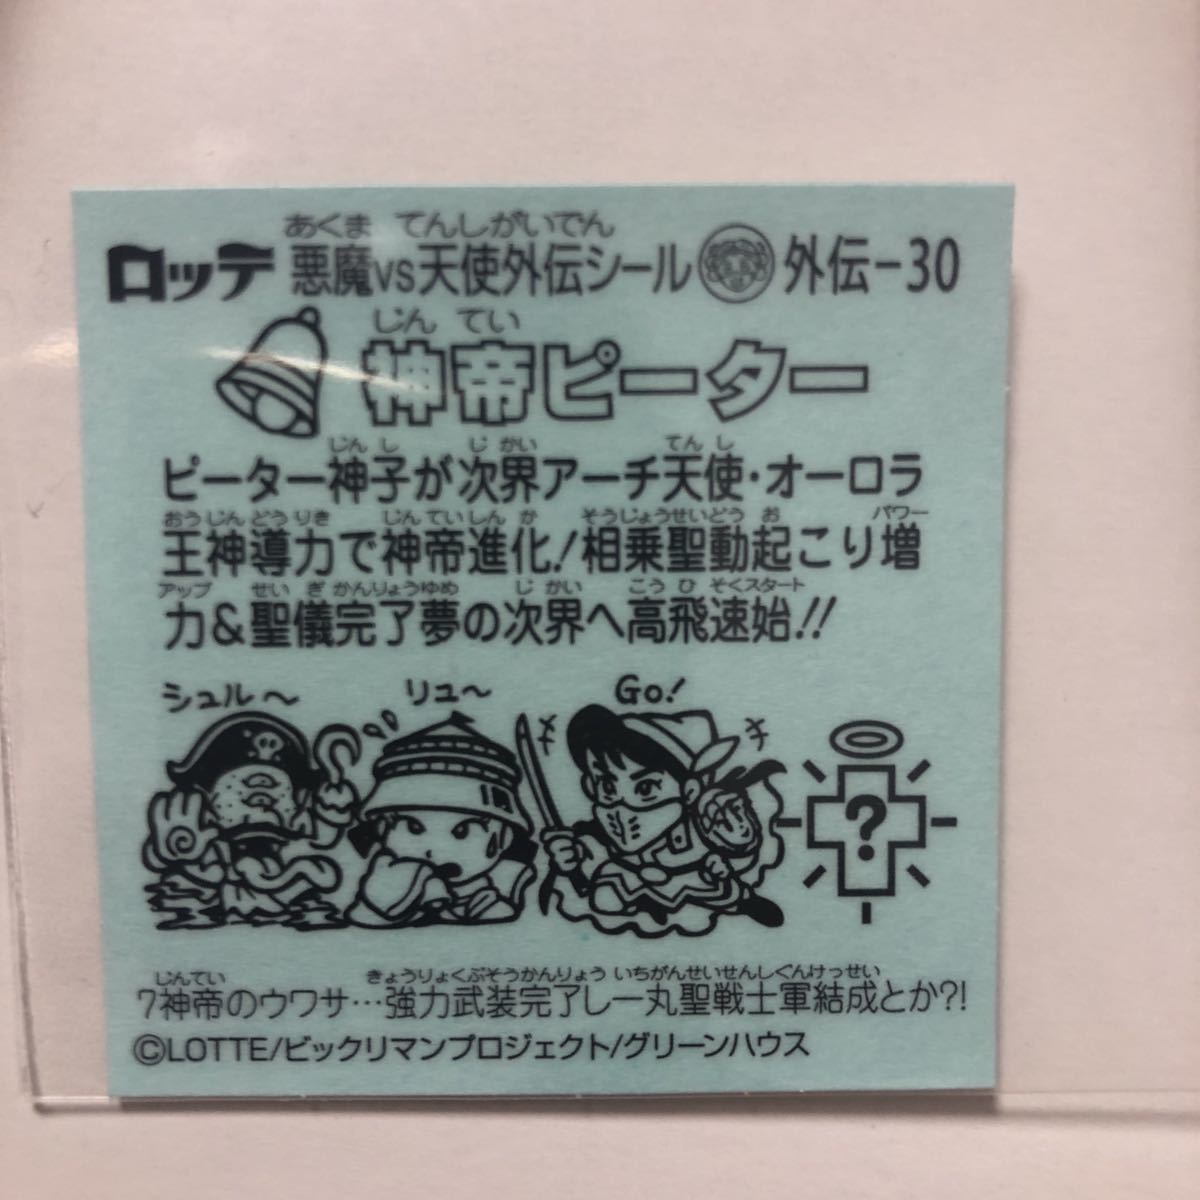 あくま てんしがいでん
ロッテ 悪魔VS天使外伝シール 外伝-30
じん てい
神帝ピーター
じん し じ かい てん し
ピーター神子が次界アーチ天使・オーロラ
おうじんどうりき じんていしん か そうじょうせいどう お パワー
王神導力で神帝進化!相乗聖動起こり増
アップ せい ぎ かんりょうゆめ じ かい こう ひ そくスタート
力&聖儀完了夢の次界へ高飛速始!!
シュル〜 リュ〜 Go!
?
じんてい きょうりょくぶそうかんりょう いちがんせいせんしぐんけっせい
7神帝のウワサ…強力武装完了し一丸聖戦士軍結成とか?!
©LOTTE/ビックリマンプロジェクト/グリーンハウス